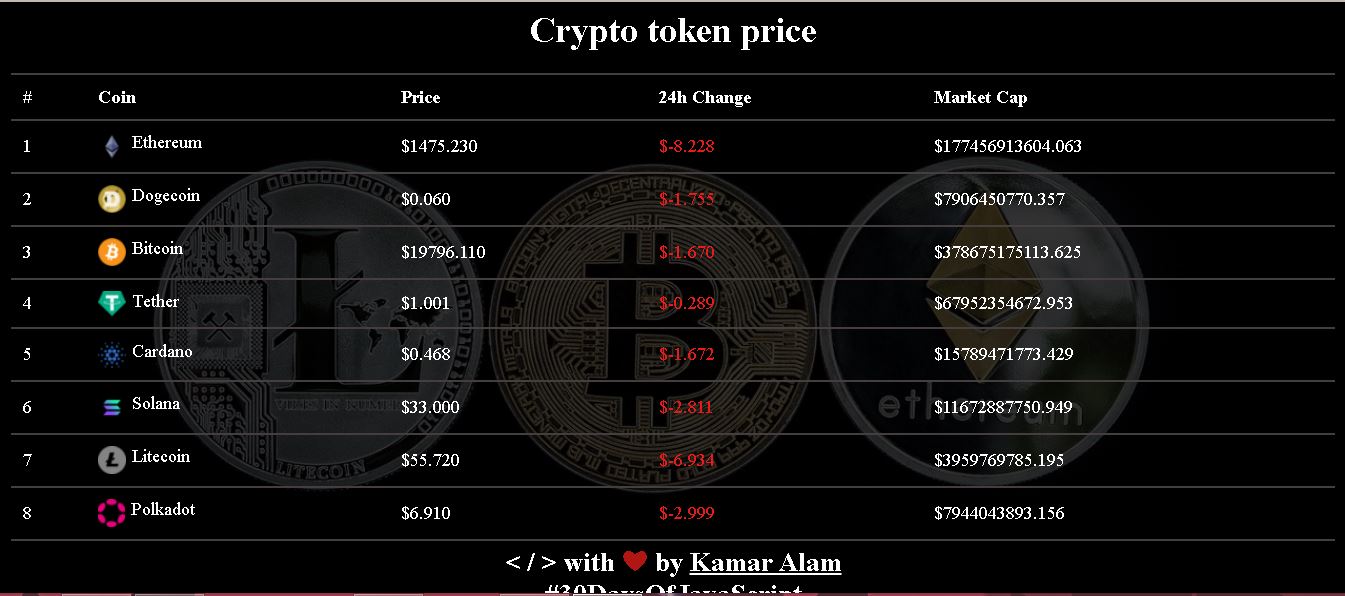 Crypto token price
# Coin Price 24h Change Market Cap
1 Ethereum $1475.230 $-8.228 $177456913604.063
2 Dogecoin $0.060 $-1.755 $7906450770.357
3 Bitcoin $19796.110 $-1.670 $378675175113.625
4 Tether $1.001 $-0.289 $67952354672.953
5 Cardano $0.468 $-1.672 $15789471773.429
6 Solana $33.000 $-2.811 $11672887750.949
7 Litecoin $55.720 $-6.934 $3959769785.195
8 Polkadot $6.910 $-2.999 $7944043893.156
< / > with ❤ by Kamar Alam
#30DaysOfJavaScript
LITECOIN
ethereum